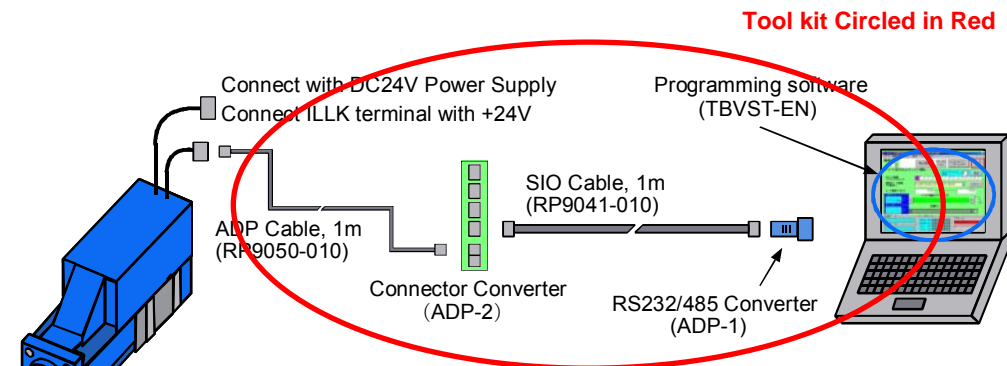 Tool kit Circled in Red
Connect with DC24V Power Supply
Connect ILLK terminal with +24V
Programming software
(TBVST-EN)
SIO Cable, 1m
(RP9041-010)
ADP Cable, 1m
(RP9050-010)
Connector Converter
（ADP-2）
RS232/485 Converter
(ADP-1)